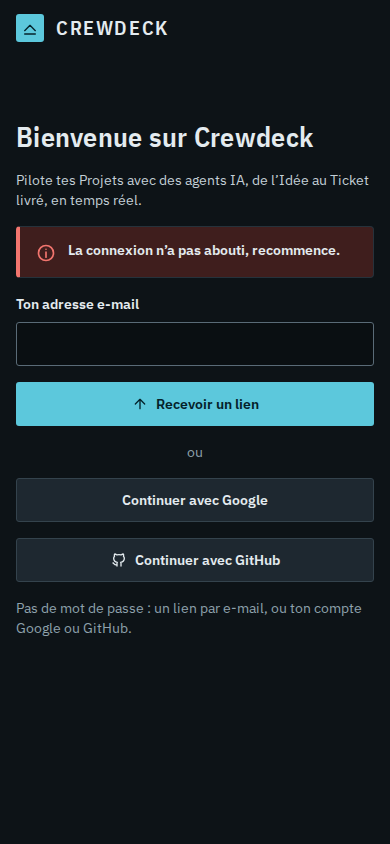 CREWDECK
Bienvenue sur Crewdeck
Pilote tes Projets avec des agents IA, de l’Idée au Ticket
livré, en temps réel.
La connexion n’a pas abouti, recommence.
Ton adresse e-mail
Recevoir un lien
ou
Continuer avec Google
Continuer avec GitHub
Pas de mot de passe : un lien par e-mail, ou ton compte
Google ou GitHub.